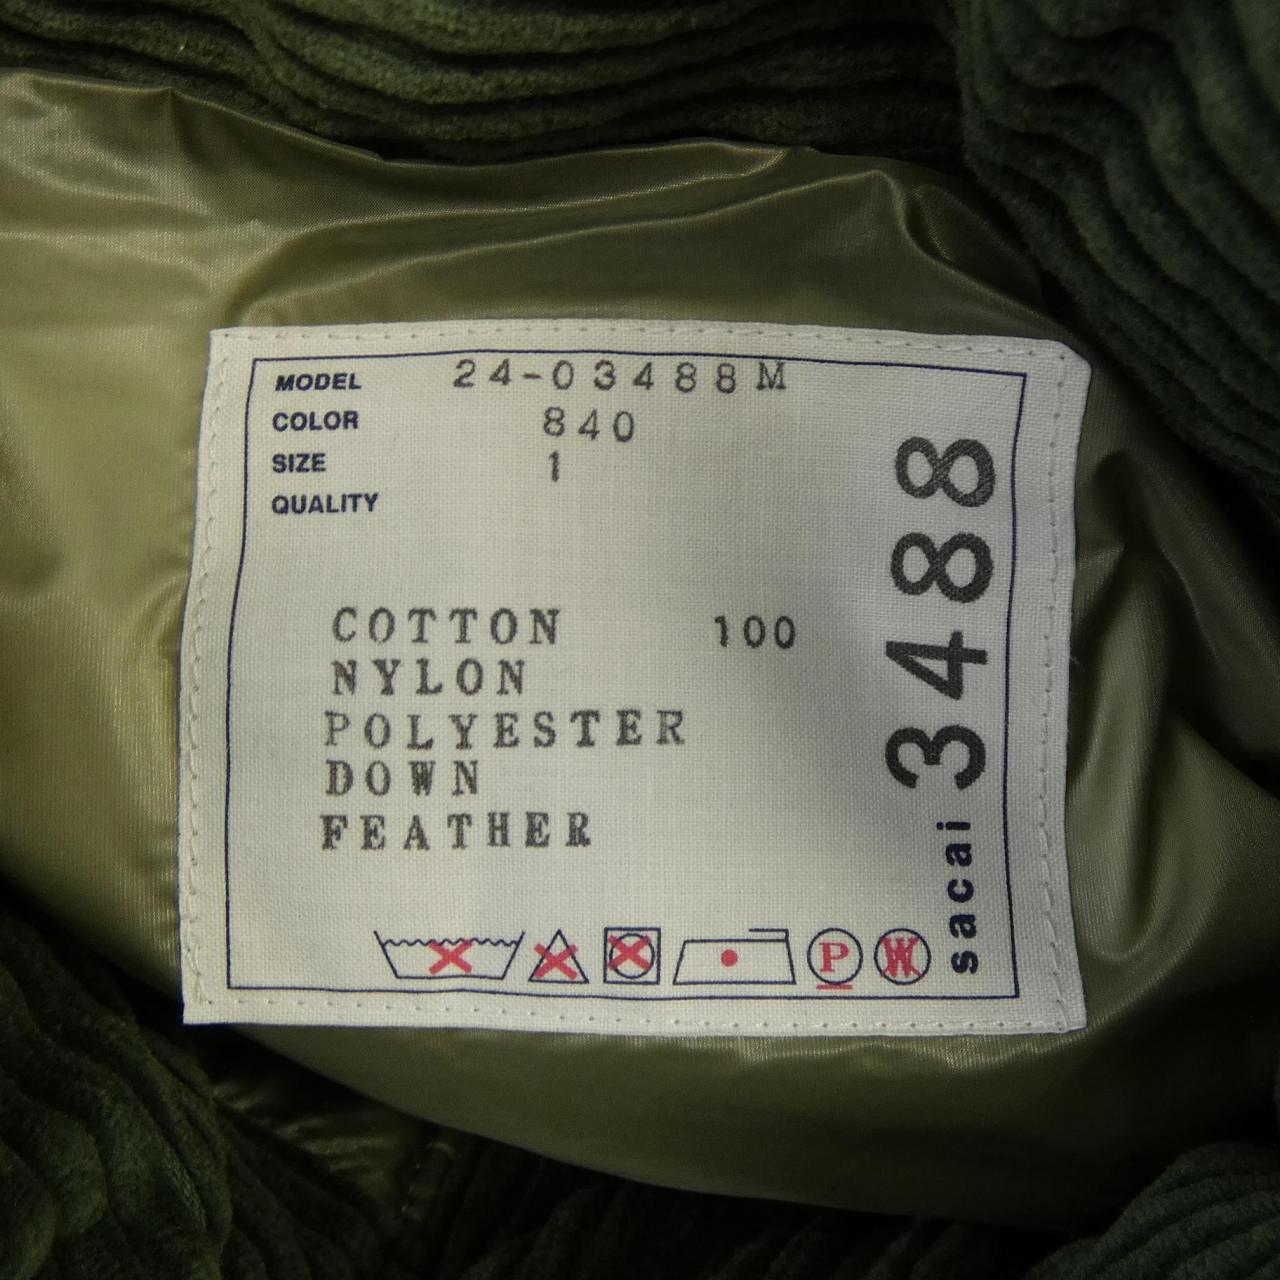 MODEL 24-03488M
COLOR 840
SIZE 1
QUALITY
COTTON 100
NYLON
POLYESTER
DOWN
FEATHER
P W
sacai 3488